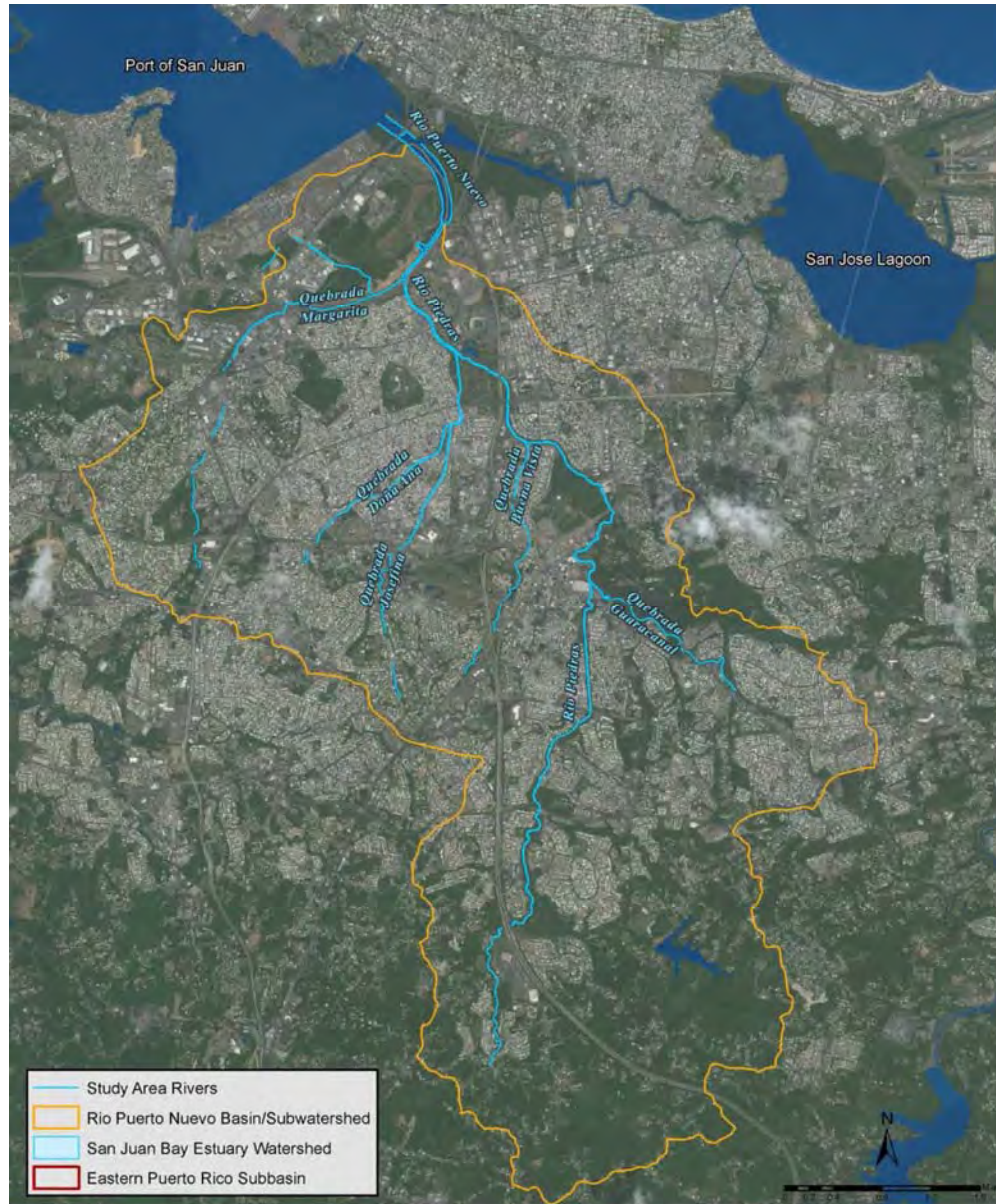 Port of San Juan
Rio Puerto Nuevo
San Jose Lagoon
Quebrada
Margarita
Rio Piedras
Quebrada
Doña Ana
Quebrada
Buena Vista
Quebrada
Josefina
Quebrada
Guaracanal
Rio Piedras
Study Area Rivers
Rio Puerto Nuevo Basin/Subwatershed
San Juan Bay Estuary Watershed
Eastern Puerto Rico Subbasin
N